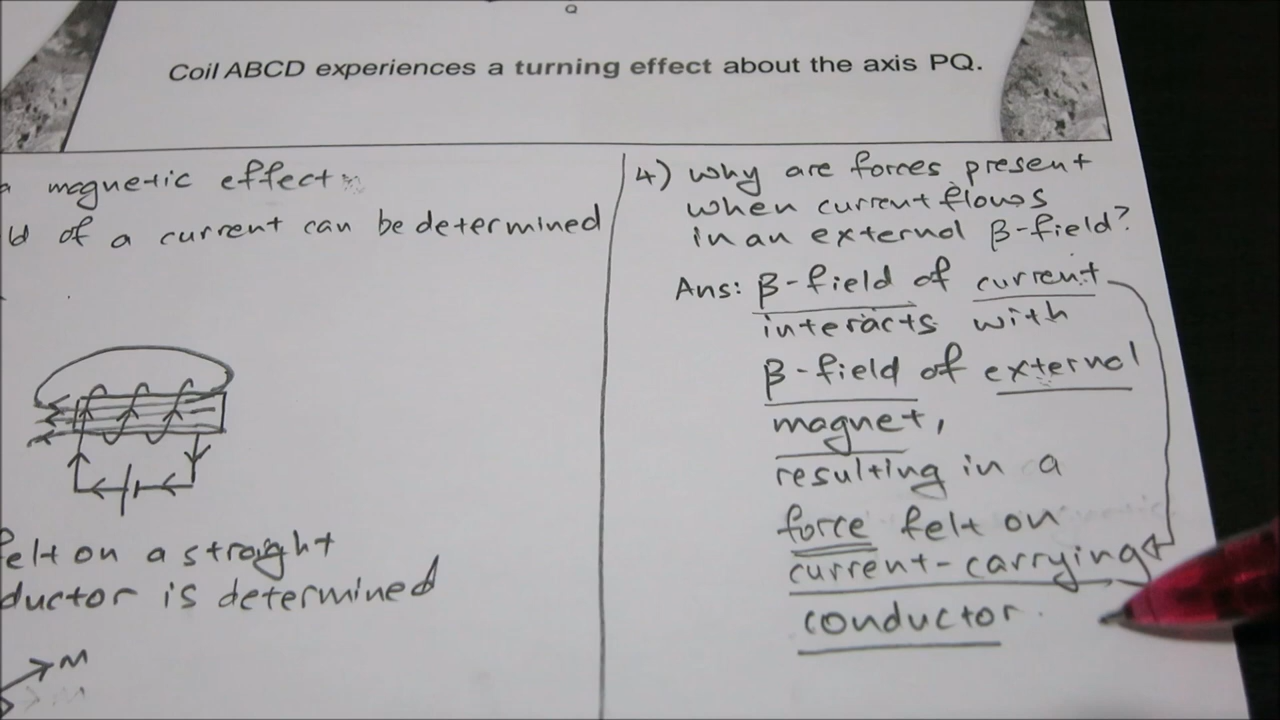 Q
Coil ABCD experiences a turning effect about the axis PQ.
a magnetic effect
ld of a current can be determined
felt on a straight
ductor is determined
M
4) Why are forces present
when current flows
in an external β-field?
Ans: β-field of current
interacts with
β-field of external
magnet,
resulting in a
force felt on
current-carrying
conductor.